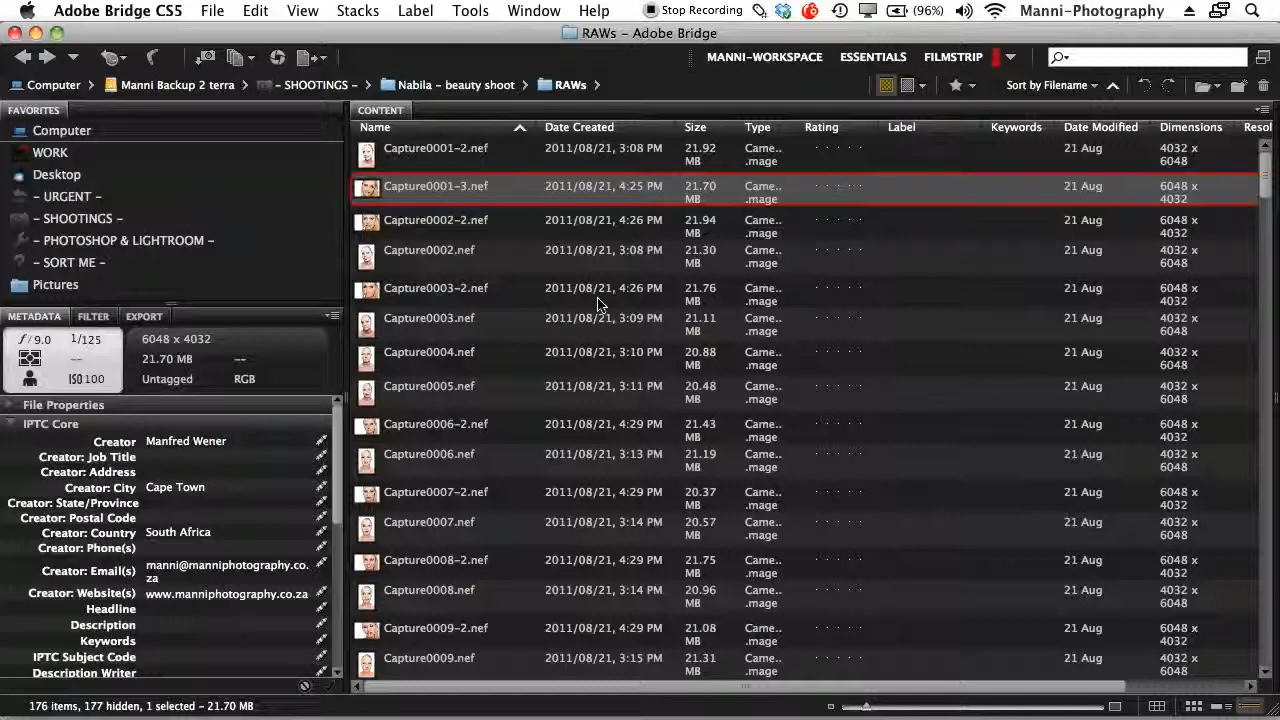 Adobe Bridge CS5 File Edit View Stacks Label Tools Window Help Stop Recording (96%) Manni-Photography
RAWs – Adobe Bridge
MANNI-WORKSPACE ESSENTIALS FILMSTRIP
Computer Manni Backup 2 terra - SHOOTINGS - Nabila - beauty shoot RAWs Sort by Filename
FAVORITES
Computer
WORK
Desktop
- URGENT -
- SHOOTINGS -
- PHOTOSHOP & LIGHTROOM -
- SORT ME -
Pictures
METADATA FILTER EXPORT
f/ 9.0 1/125
--
ISO 100
6048 x 4032
21.70 MB --
Untagged RGB
File Properties
IPTC Core
Creator Manfred Wener
Creator: Job Title
Creator: Address
Creator: City Cape Town
Creator: State/Province
Creator: Postal Code
Creator: Country South Africa
Creator: Phone(s)
Creator: Email(s) manni@manniphotography.co.
za
Creator: Website(s) www.manniphotography.co.za
Headline
Description
Keywords
IPTC Subject Code
Description Writer
CONTENT
Name Date Created Size Type Rating Label Keywords Date Modified Dimensions Resol
Capture0001-2.nef 2011/08/21, 3:08 PM 21.92 Came.. 21 Aug 4032 x
MB .mage 6048
Capture0001-3.nef 2011/08/21, 4:25 PM 21.70 Came.. 21 Aug 6048 x
MB .mage 4032
Capture0002-2.nef 2011/08/21, 4:26 PM 21.94 Came.. 21 Aug 6048 x
MB .mage 4032
Capture0002.nef 2011/08/21, 3:08 PM 21.30 Came.. 21 Aug 4032 x
MB .mage 6048
Capture0003-2.nef 2011/08/21, 4:26 PM 21.76 Came.. 21 Aug 6048 x
MB .mage 4032
Capture0003.nef 2011/08/21, 3:09 PM 21.11 Came.. 21 Aug 4032 x
MB .mage 6048
Capture0004.nef 2011/08/21, 3:10 PM 20.88 Came.. 21 Aug 4032 x
MB .mage 6048
Capture0005.nef 2011/08/21, 3:11 PM 20.48 Came.. 21 Aug 4032 x
MB .mage 6048
Capture0006-2.nef 2011/08/21, 4:29 PM 21.43 Came.. 21 Aug 6048 x
MB .mage 4032
Capture0006.nef 2011/08/21, 3:13 PM 21.19 Came.. 21 Aug 4032 x
MB .mage 6048
Capture0007-2.nef 2011/08/21, 4:29 PM 20.37 Came.. 21 Aug 6048 x
MB .mage 4032
Capture0007.nef 2011/08/21, 3:14 PM 20.57 Came.. 21 Aug 4032 x
MB .mage 6048
Capture0008-2.nef 2011/08/21, 4:29 PM 21.75 Came.. 21 Aug 6048 x
MB .mage 4032
Capture0008.nef 2011/08/21, 3:14 PM 20.96 Came.. 21 Aug 4032 x
MB .mage 6048
Capture0009-2.nef 2011/08/21, 4:29 PM 21.08 Came.. 21 Aug 6048 x
MB .mage 4032
Capture0009.nef 2011/08/21, 3:15 PM 21.31 Came.. 21 Aug 4032 x
MB .mage 6048
176 items, 177 hidden, 1 selected - 21.70 MB